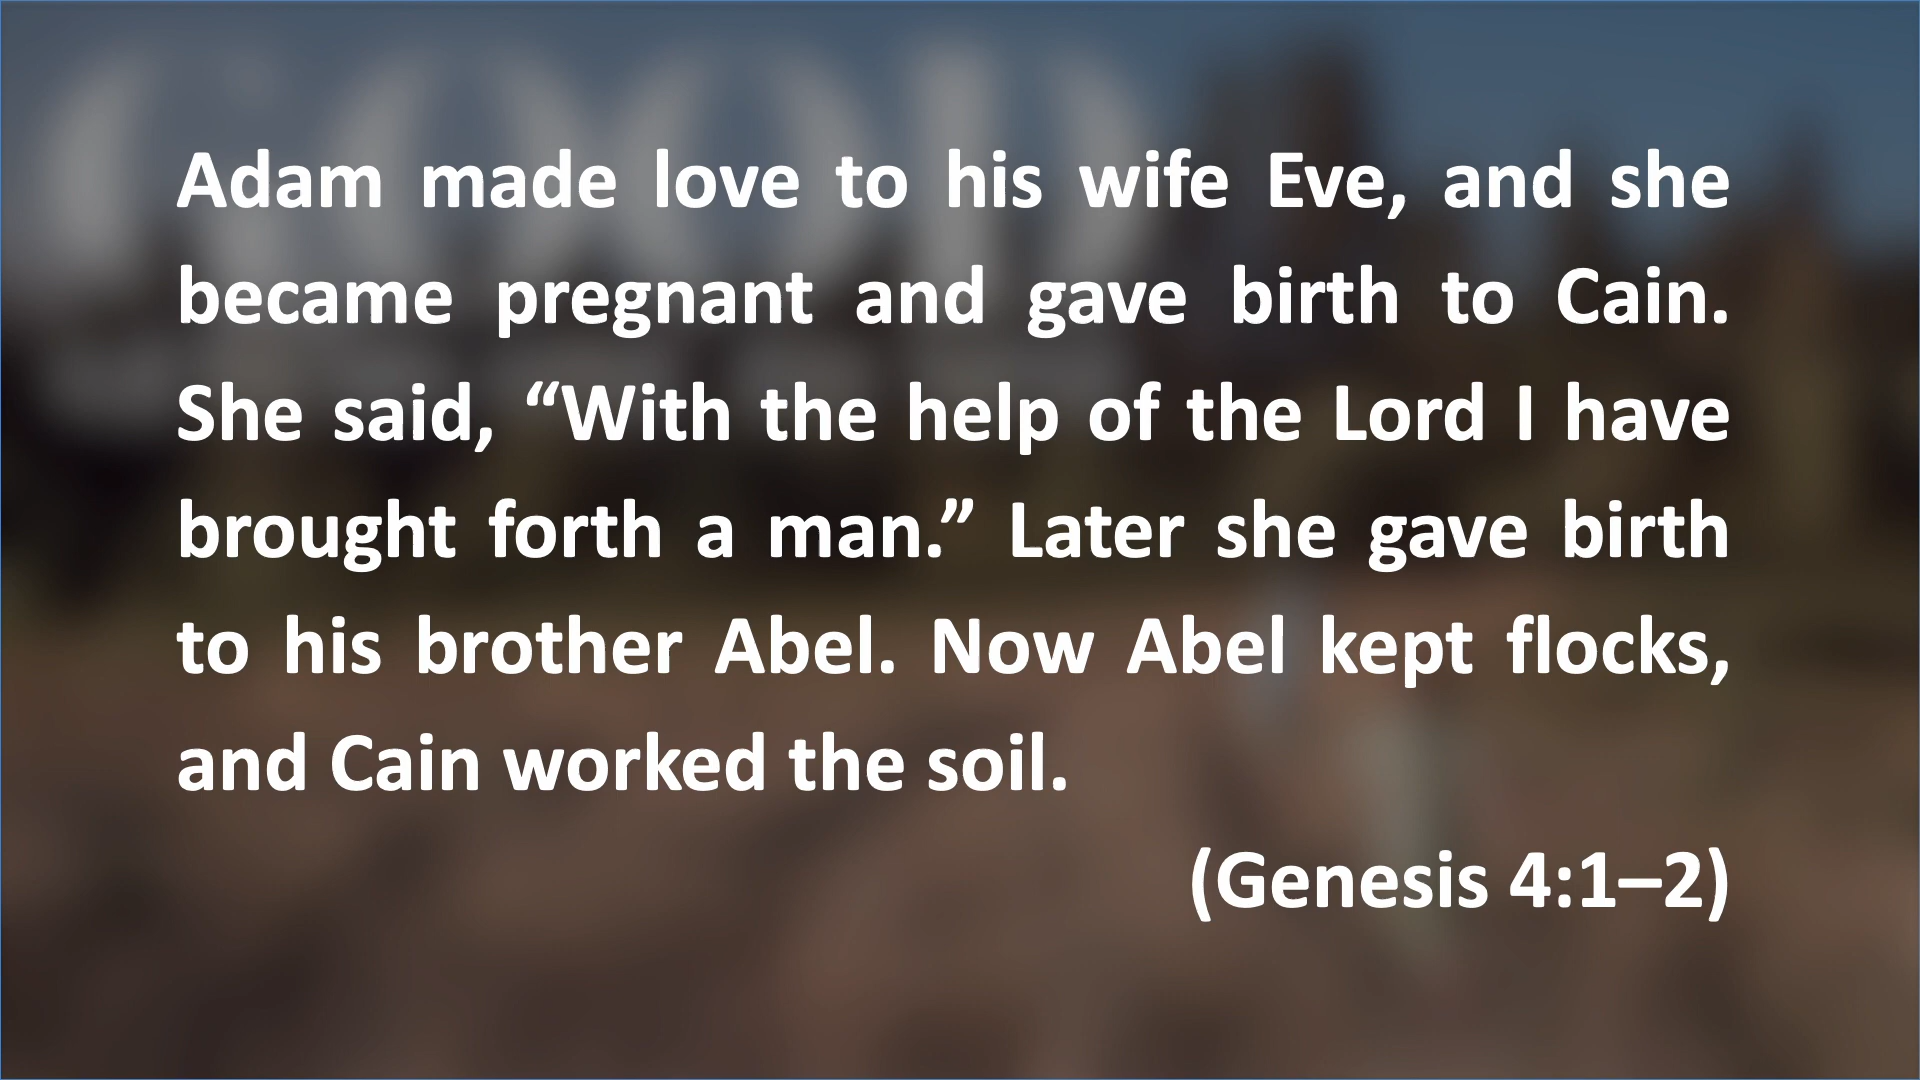 Adam made love to his wife Eve, and she
became pregnant and gave birth to Cain.
She said, “With the help of the Lord I have
brought forth a man.” Later she gave birth
to his brother Abel. Now Abel kept flocks,
and Cain worked the soil.
(Genesis 4:1–2)